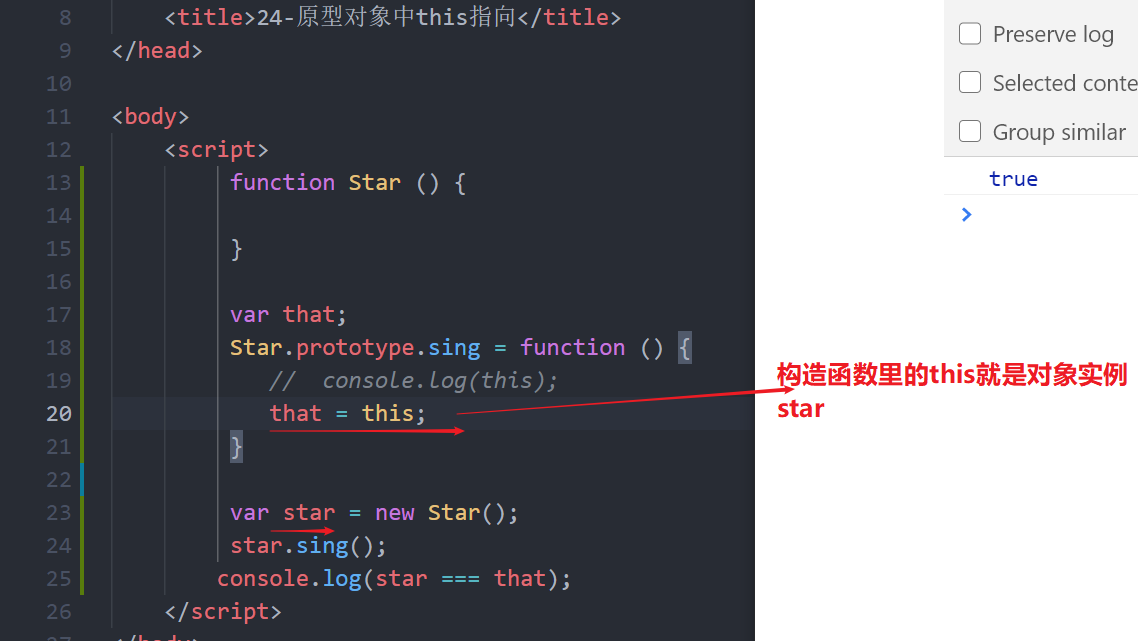 8 <title>24-原型对象中this指向</title>
9 </head>
10
11 <body>
12 <script>
13 function Star () {
14
15 }
16
17 var that;
18 Star.prototype.sing = function () {
19 //  console.log(this);
20 that = this;
21 }
22
23 var star = new Star();
24 star.sing();
25 console.log(star === that);
26 </script>
27 </body>
Preserve log
Selected conte
Group similar
true
构造函数里的this就是对象实例
star